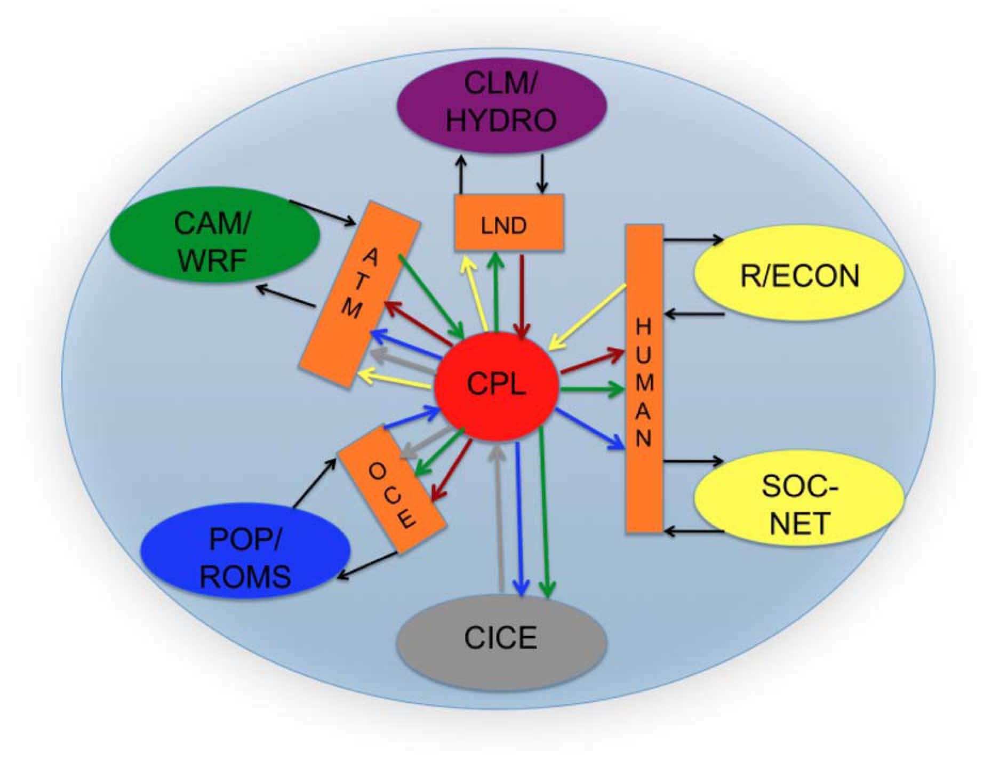 CLM/
HYDRO
CAM/
WRF
ATM
LND
R/ECON
HUMAN
CPL
OCE
SOC-
NET
POP/
ROMS
CICE